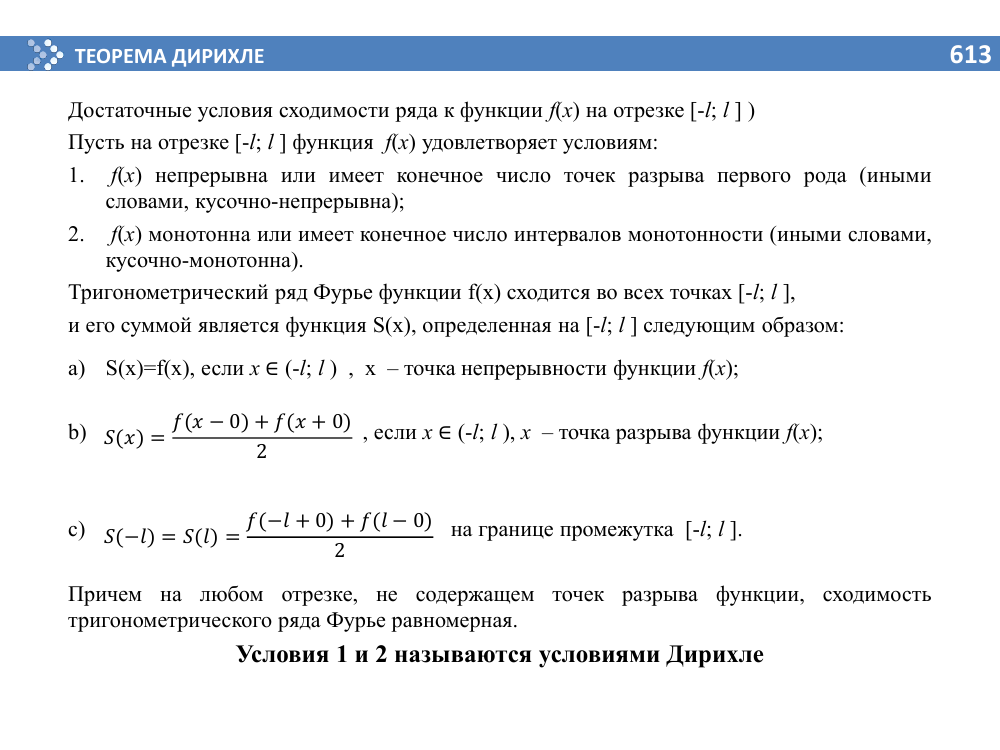 ТЕОРЕМА ДИРИХЛЕ 613
Достаточные условия сходимости ряда к функции f(x) на отрезке [-l; l ] )
Пусть на отрезке [-l; l ] функция f(x) удовлетворяет условиям:
1. f(x) непрерывна или имеет конечное число точек разрыва первого рода (иными
словами, кусочно-непрерывна);
2. f(x) монотонна или имеет конечное число интервалов монотонности (иными словами,
кусочно-монотонна).
Тригонометрический ряд Фурье функции f(x) сходится во всех точках [-l; l ],
и его суммой является функция S(x), определенная на [-l; l ] следующим образом:
a) S(x)=f(x), если x ∈ (-l; l ) , x – точка непрерывности функции f(x);
b) S(x) = (f(x − 0) + f(x + 0))/2 , если x ∈ (-l; l ), x – точка разрыва функции f(x);
c) S(−l) = S(l) = (f(−l + 0) + f(l − 0))/2 на границе промежутка [-l; l ].
Причем на любом отрезке, не содержащем точек разрыва функции, сходимость
тригонометрического ряда Фурье равномерная.
Условия 1 и 2 называются условиями Дирихле